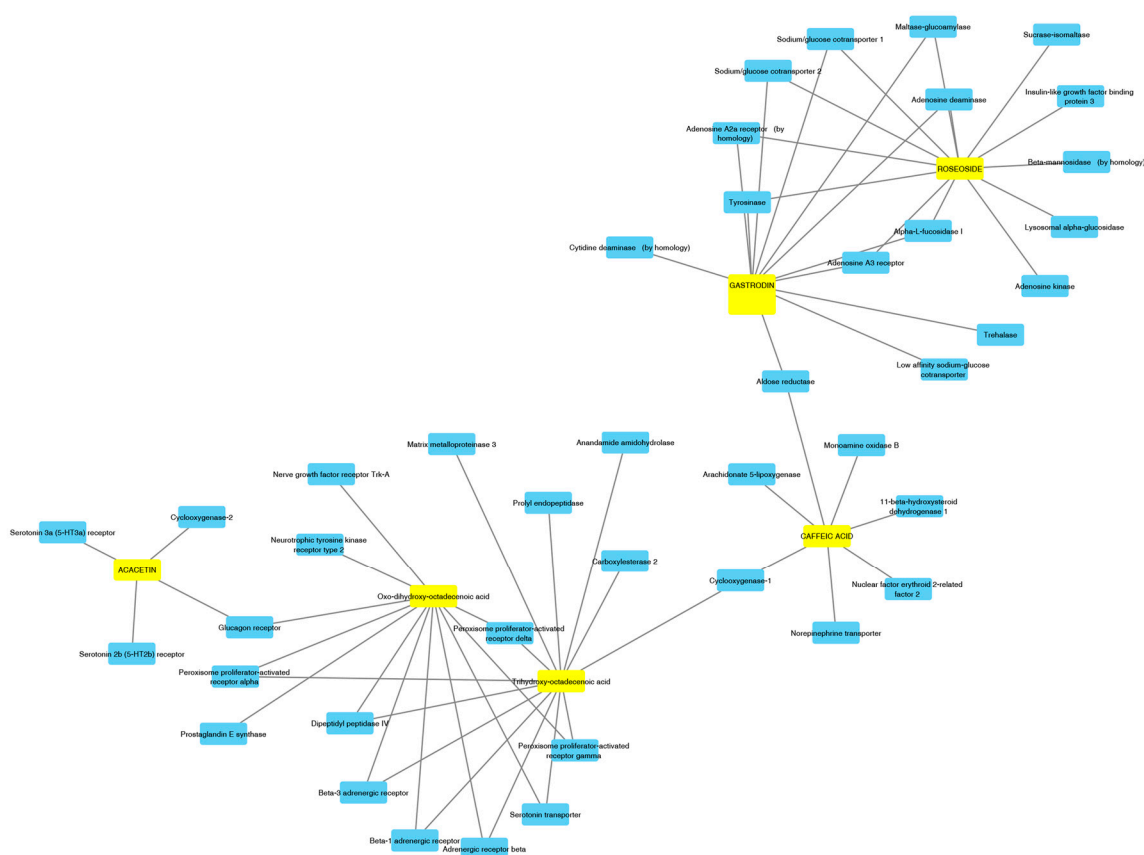 Sodium/glucose cotransporter 1
Maltase-glucoamylase
Sucrase-isomaltase
Sodium/glucose cotransporter 2
Adenosine deaminase
Insulin-like growth factor binding
protein 3
Adenosine A2a receptor (by
homology)
ROSEOSIDE
Beta-mannosidase (by homology)
Tyrosinase
Alpha-L-fucosidase I
Lysosomal alpha-glucosidase
Cytidine deaminase (by homology)
Adenosine A3 receptor
GASTRODIN
Adenosine kinase
Trehalase
Low affinity sodium-glucose
cotransporter
Aldose reductase
Matrix metalloproteinase 3
Anandamide amidohydrolase
Monoamine oxidase B
Nerve growth factor receptor Trk-A
Arachidonate 5-lipoxygenase
Prolyl endopeptidase
11-beta-hydroxysteroid
dehydrogenase 1
Cyclooxygenase-2
Serotonin 3a (5-HT3a) receptor
Neurotrophic tyrosine kinase
receptor type 2
CAFFEIC ACID
ACACETIN
Carboxylesterase 2
Cyclooxygenase-1
Nuclear factor erythroid 2-related
factor 2
Oxo-dihydroxy-octadecenoic acid
Glucagon receptor
Peroxisome proliferator-activated
receptor delta
Norepinphrine transporter
Serotonin 2b (5-HT2b) receptor
Peroxisome proliferator-activated
receptor alpha
Trihydroxy-octadecenoic acid
Prostaglandin E synthase
Dipeptidyl peptidase IV
Peroxisome proliferator-activated
receptor gamma
Beta-3 adrenergic receptor
Serotonin transporter
Beta-1 adrenergic receptor
Adrenergic receptor beta